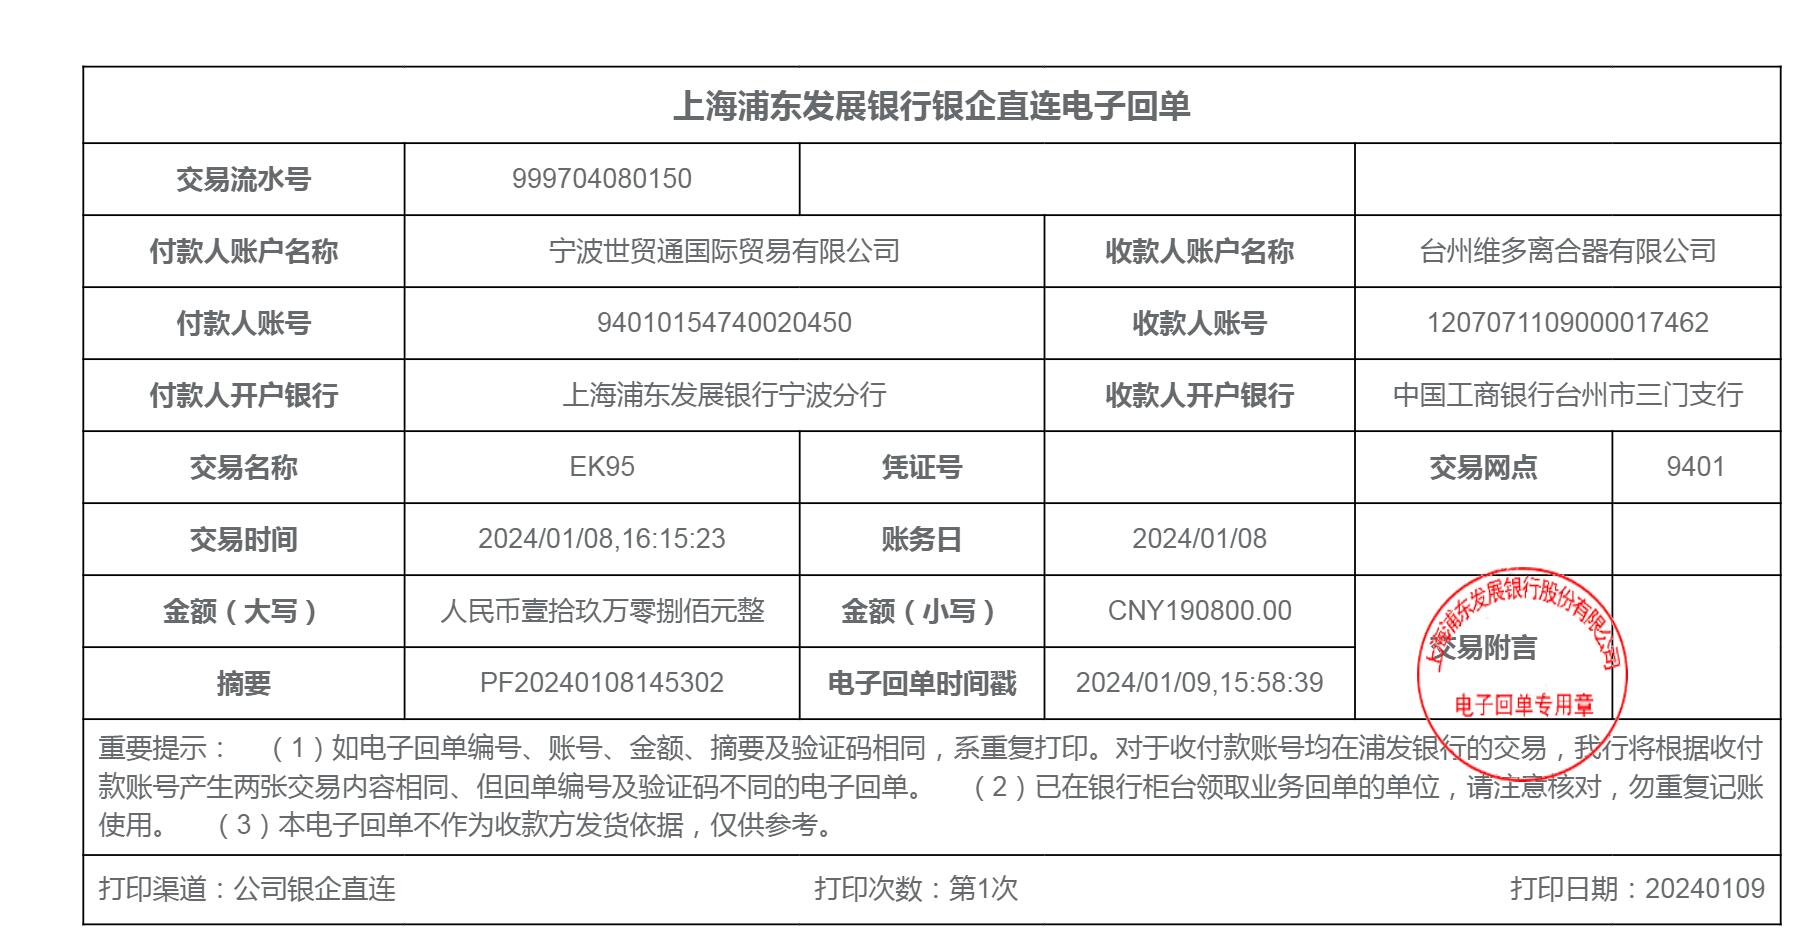 上海浦东发展银行银企直连电子回单
交易流水号 999704080150
付款人账户名称 宁波世贸通国际贸易有限公司 收款人账户名称 台州维多离合器有限公司
付款人账号 94010154740020450 收款人账号 1207071109000017462
付款人开户银行 上海浦东发展银行宁波分行 收款人开户银行 中国工商银行台州市三门支行
交易名称 EK95 凭证号 交易网点 9401
交易时间 2024/01/08,16:15:23 账务日 2024/01/08
金额（大写） 人民币壹拾玖万零捌佰元整 金额（小写） CNY190800.00
交易附言
摘要 PF20240108145302 电子回单时间戳 2024/01/09,15:58:39
上海浦东发展银行股份有限公司
电子回单专用章
重要提示： （1）如电子回单编号、账号、金额、摘要及验证码相同，系重复打印。对于收付款账号均在浦发银行的交易，我行将根据收付
款账号产生两张交易内容相同、但回单编号及验证码不同的电子回单。 （2）已在银行柜台领取业务回单的单位，请注意核对，勿重复记账
使用。 （3）本电子回单不作为收款方发货依据，仅供参考。
打印渠道：公司银企直连 打印次数：第1次 打印日期：20240109